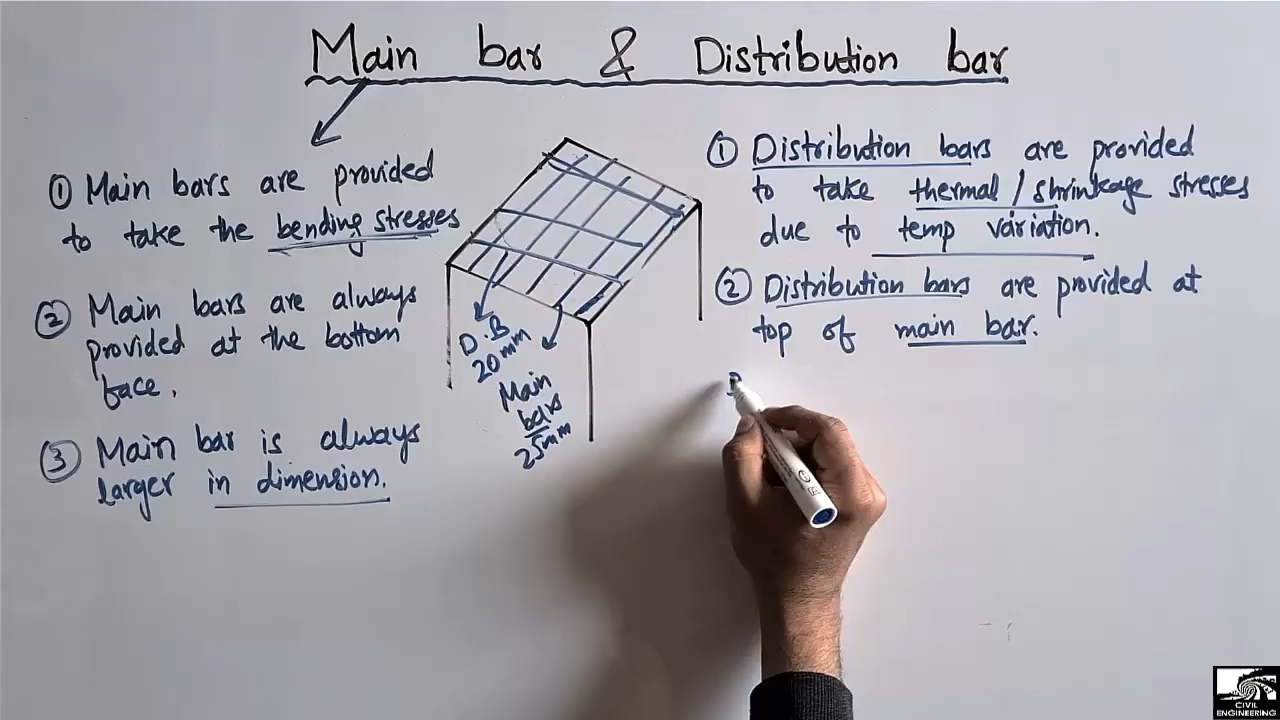 Main bar & Distribution bar
① Main bars are provided
to take the bending stresses
② Main bars are always
provided at the bottom
face.
③ Main bar is always
larger in dimension.
D.B
20mm
Main
bars
25mm
① Distribution bars are provided
to take thermal/shrinkage stresses
due to temp variation.
② Distribution bars are provided at
top of main bar.
CIVIL
ENGINEERING